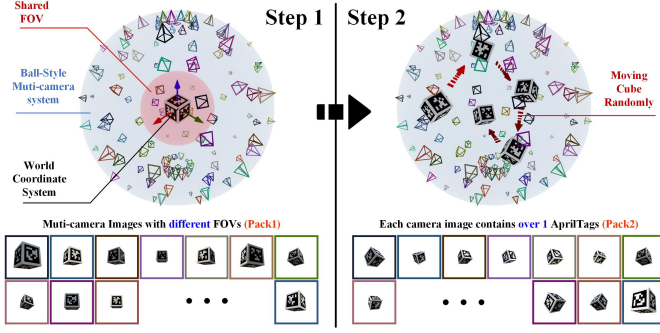 Shared
FOV
Step 1
Ball-Style
Muti-camera
system
World
Coordinate
System
Muti-camera Images with different FOVs (Pack1)
Step 2
Moving
Cube
Randomly
Each camera image contains over 1 AprilTags (Pack2)